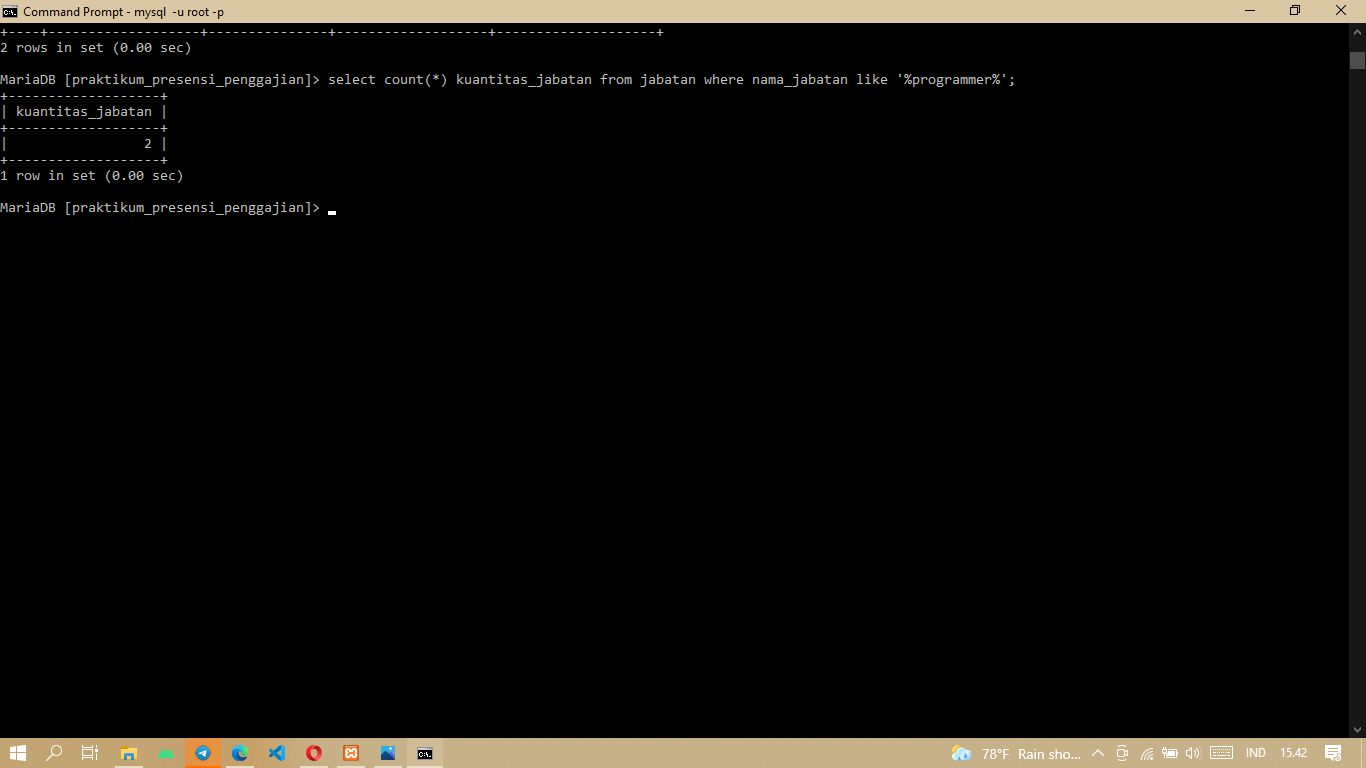 Command Prompt - mysql  -u root -p
+----+-------------------+---------------+-------------------+--------------------+
2 rows in set (0.00 sec)
MariaDB [praktikum_presensi_penggajian]> select count(*) kuantitas_jabatan from jabatan where nama_jabatan like '%programmer%';
+-------------------+
| kuantitas_jabatan |
+-------------------+
|                 2 |
+-------------------+
1 row in set (0.00 sec)
MariaDB [praktikum_presensi_penggajian]>
78°F Rain sho... IND 15.42